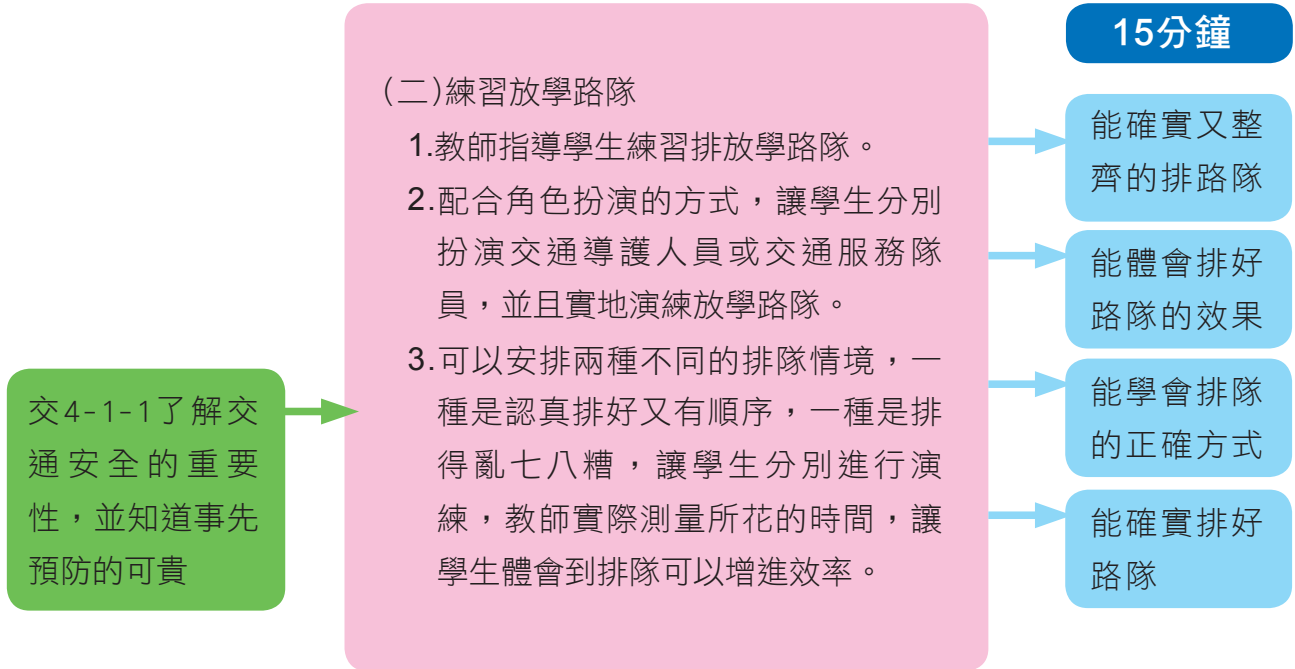 交4-1-1了解交
通安全的重要
性，並知道事先
預防的可貴
(二)練習放學路隊
1.教師指導學生練習排放學路隊。
2.配合角色扮演的方式，讓學生分別
扮演交通導護人員或交通服務隊
員，並且實地演練放學路隊。
3.可以安排兩種不同的排隊情境，一
種是認真排好又有順序，一種是排
得亂七八糟，讓學生分別進行演
練，教師實際測量所花的時間，讓
學生體會到排隊可以增進效率。
15分鐘
能確實又整
齊的排路隊
能體會排好
路隊的效果
能學會排隊
的正確方式
能確實排好
路隊